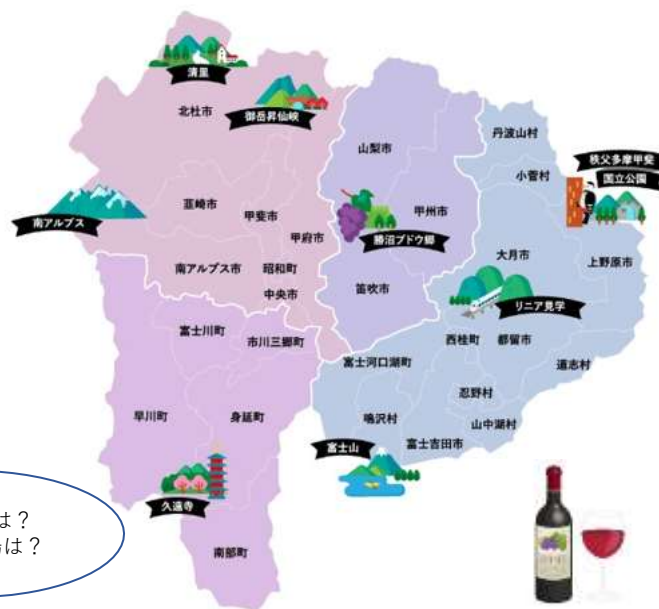 清里
北杜市
御岳昇仙峡
山梨市
丹波山村
秩父多摩甲斐
国立公園
小菅村
南アルプス
韮崎市
甲斐市
甲府市
甲州市
勝沼ブドウ郷
大月市
上野原市
南アルプス市
昭和町
中央市
笛吹市
リニア見学
富士川町
市川三郷町
西桂町
都留市
富士河口湖町
道志村
忍野村
早川町
身延町
鳴沢村
山中湖村
富士吉田市
富士山
久遠寺
は？
は？
南部町